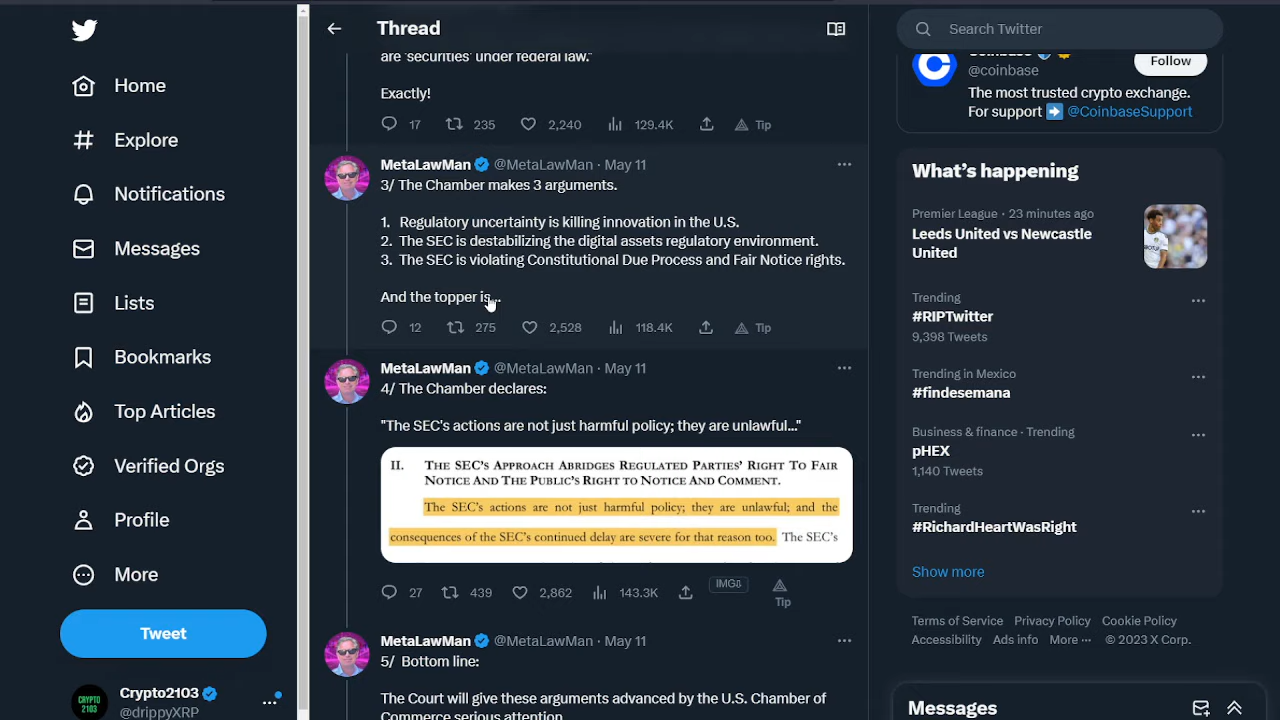 Home
Explore
Notifications
Messages
Lists
Bookmarks
Top Articles
Verified Orgs
Profile
More
Tweet
Crypto2103
@drippyXRP
CRYPTO
2103
Thread
are 'securities' under federal law."
Exactly!
17 235 2,240 129.4K Tip
MetaLawMan @MetaLawMan · May 11
3/ The Chamber makes 3 arguments.
1. Regulatory uncertainty is killing innovation in the U.S.
2. The SEC is destabilizing the digital assets regulatory environment.
3. The SEC is violating Constitutional Due Process and Fair Notice rights.
And the topper is...
12 275 2,528 118.4K Tip
MetaLawMan @MetaLawMan · May 11
4/ The Chamber declares:
"The SEC's actions are not just harmful policy; they are unlawful..."
II. THE SEC'S APPROACH ABRIDGES REGULATED PARTIES' RIGHT TO FAIR
NOTICE AND THE PUBLIC'S RIGHT TO NOTICE AND COMMENT.
The SEC's actions are not just harmful policy; they are unlawful; and the
consequences of the SEC's continued delay are severe for that reason too. The SEC's
27 439 2,862 143.3K IMG Tip
MetaLawMan @MetaLawMan · May 11
5/ Bottom line:
The Court will give these arguments advanced by the U.S. Chamber of
Commerce serious attention
Search Twitter
Coinbase
@coinbase
Follow
The most trusted crypto exchange.
For support ➡️ @CoinbaseSupport
What's happening
Premier League · 23 minutes ago
Leeds United vs Newcastle
United
Trending
#RIPTwitter
9,398 Tweets
Trending in Mexico
#findesemana
Business & finance · Trending
pHEX
1,140 Tweets
Trending
#RichardHeartWasRight
Show more
Terms of Service Privacy Policy Cookie Policy
Accessibility Ads info More ··· © 2023 X Corp.
Messages